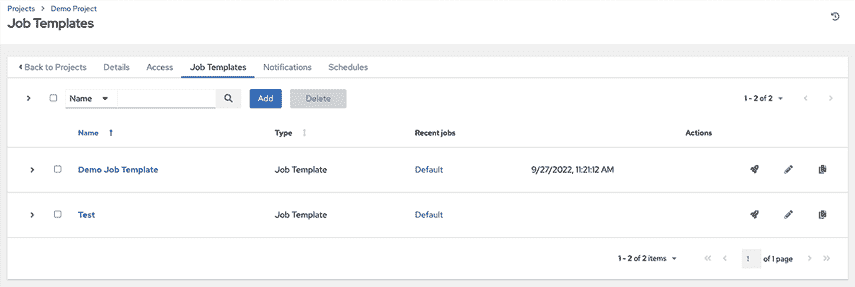 Projects > Demo Project
Job Templates
Back to Projects Details Access Job Templates Notifications Schedules
Name Add Delete 1 - 2 of 2
Name Type Recent jobs Actions
Demo Job Template Job Template Default 9/27/2022, 11:21:12 AM
Test Job Template Default
1 - 2 of 2 items 1 of 1 page